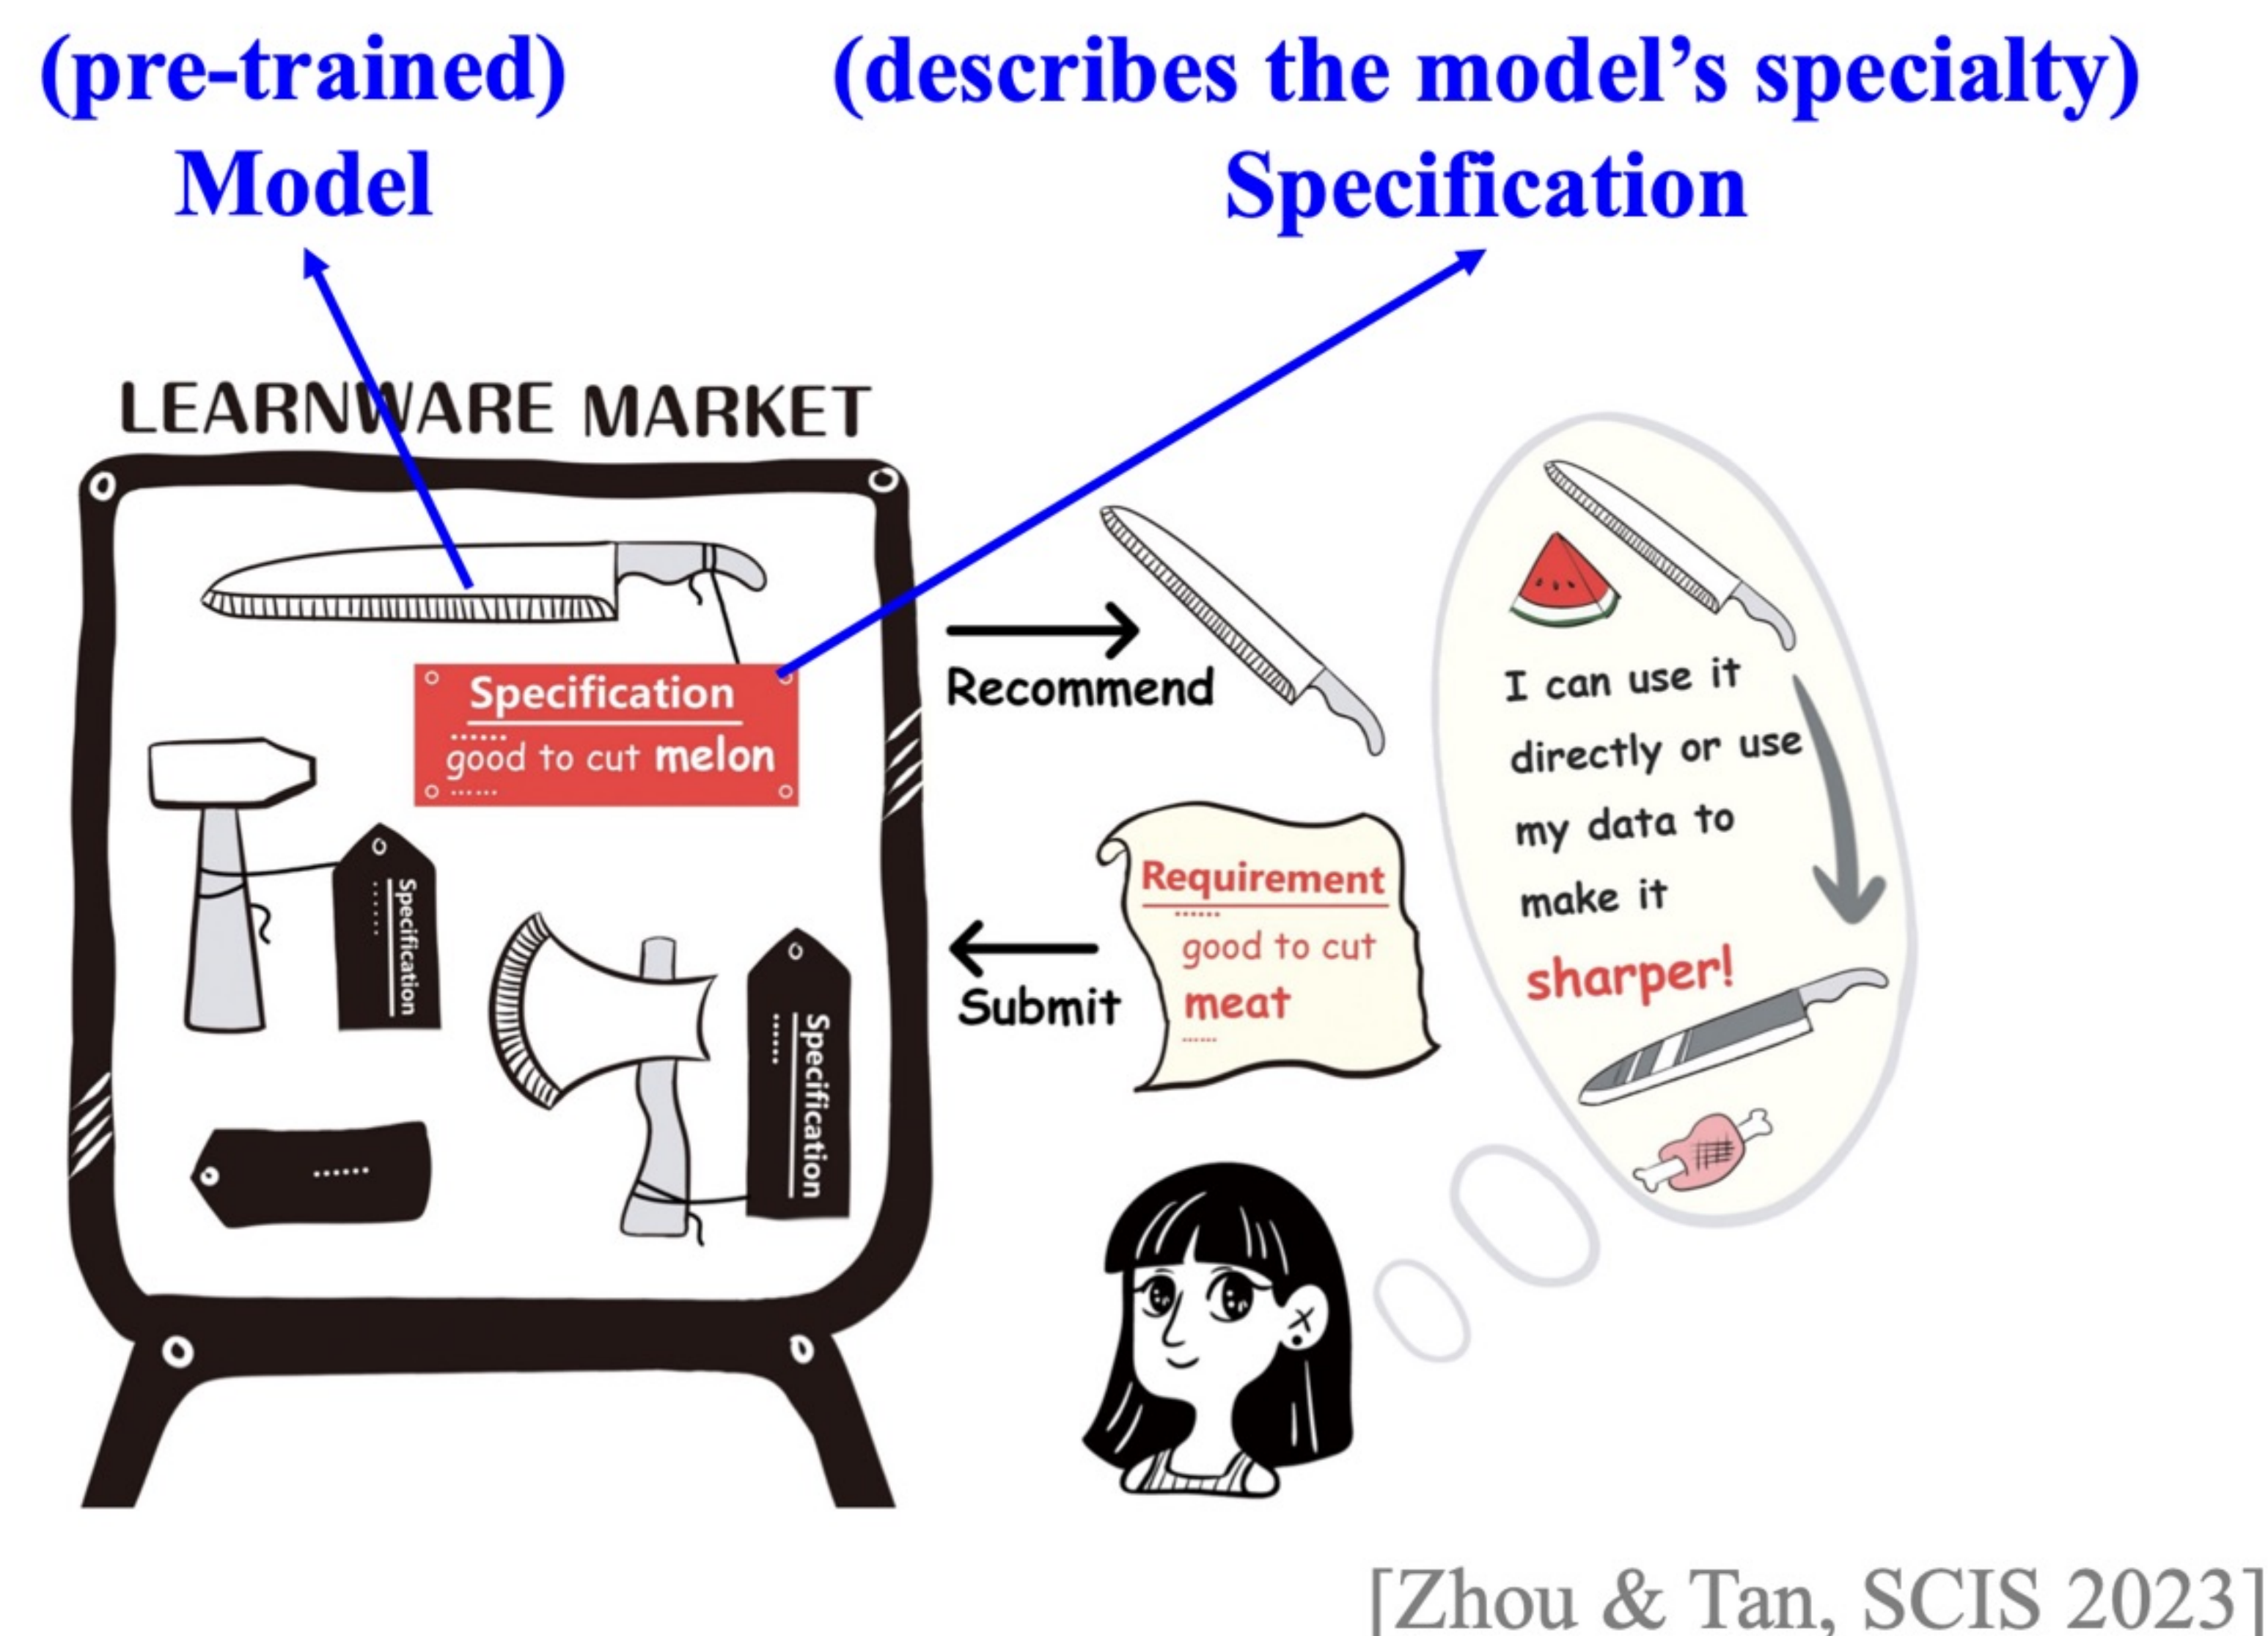 (pre-trained)
Model
(describes the model’s specialty)
Specification
LEARNWARE MARKET
Specification
......
good to cut melon
......
Specification
......
Specification
......
......
Recommend
Submit
Requirement
......
good to cut
meat
......
I can use it
directly or use
my data to
make it
sharper!
[Zhou & Tan, SCIS 2023]